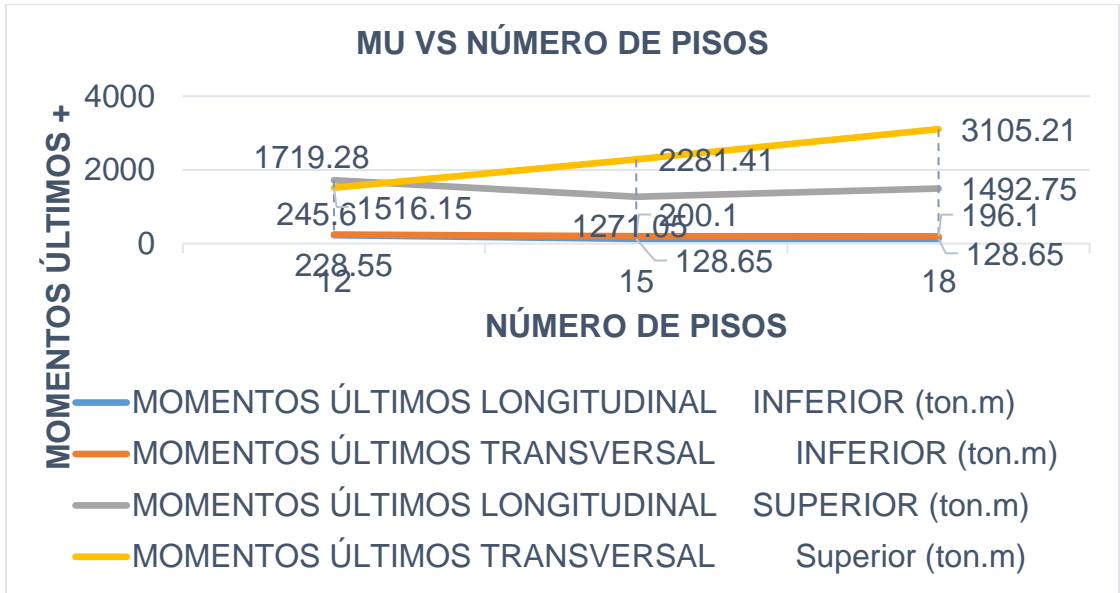 MU VS NÚMERO DE PISOS
MOMENTOS ÚLTIMOS +
4000
2000
0
1719.28
1516.15
245.6
228.55
2281.41
200.1
1271.05
128.65
3105.21
1492.75
196.1
128.65
12
15
18
NÚMERO DE PISOS
MOMENTOS ÚLTIMOS LONGITUDINAL INFERIOR (ton.m)
MOMENTOS ÚLTIMOS TRANSVERSAL INFERIOR (ton.m)
MOMENTOS ÚLTIMOS LONGITUDINAL SUPERIOR (ton.m)
MOMENTOS ÚLTIMOS TRANSVERSAL Superior (ton.m)